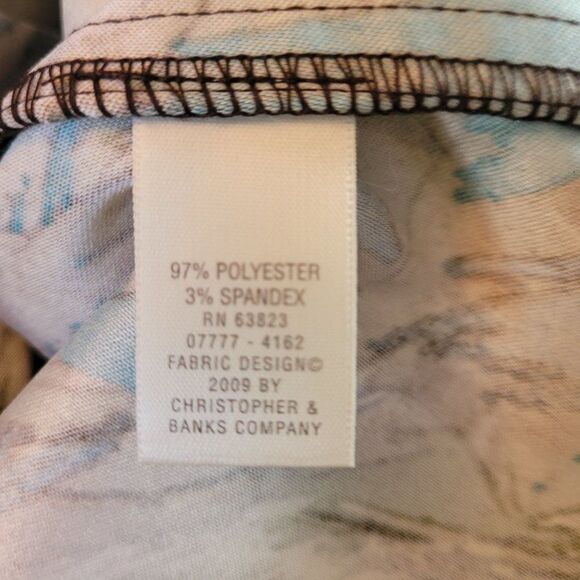 97% POLYESTER
3% SPANDEX
RN 63823
07777 - 4162
FABRIC DESIGN©
2009 BY
CHRISTOPHER &
BANKS COMPANY